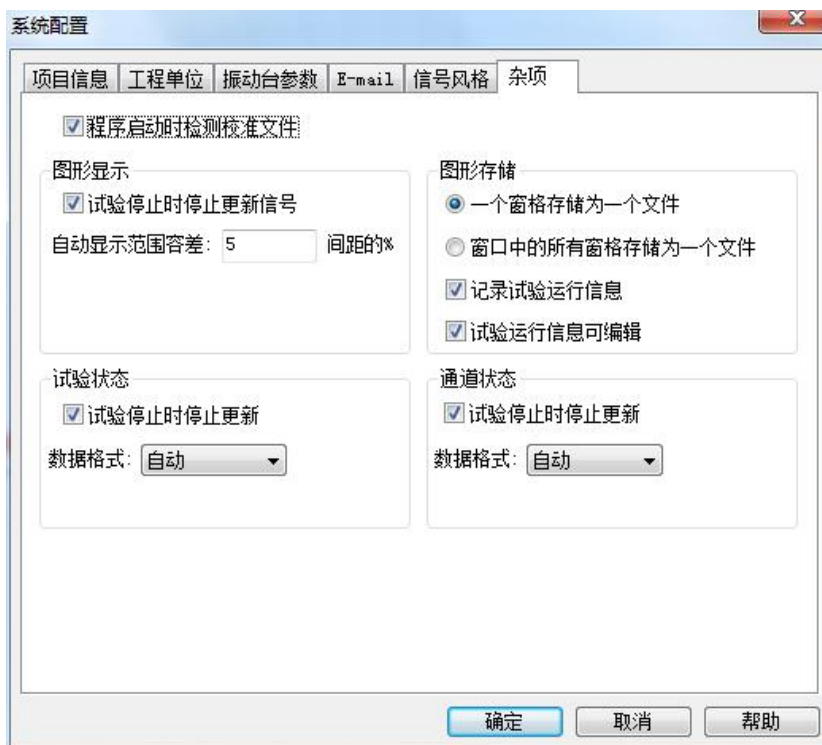 系统配置
项目信息 工程单位 振动台参数 E-mail 信号风格 杂项
程序启动时检测校准文件
图形显示
试验停止时停止更新信号
自动显示范围容差: 5 间距的%
图形存储
一个窗格存储为一个文件
窗口中的所有窗格存储为一个文件
记录试验运行信息
试验运行信息可编辑
试验状态
试验停止时停止更新
数据格式: 自动
通道状态
试验停止时停止更新
数据格式: 自动
确定 取消 帮助